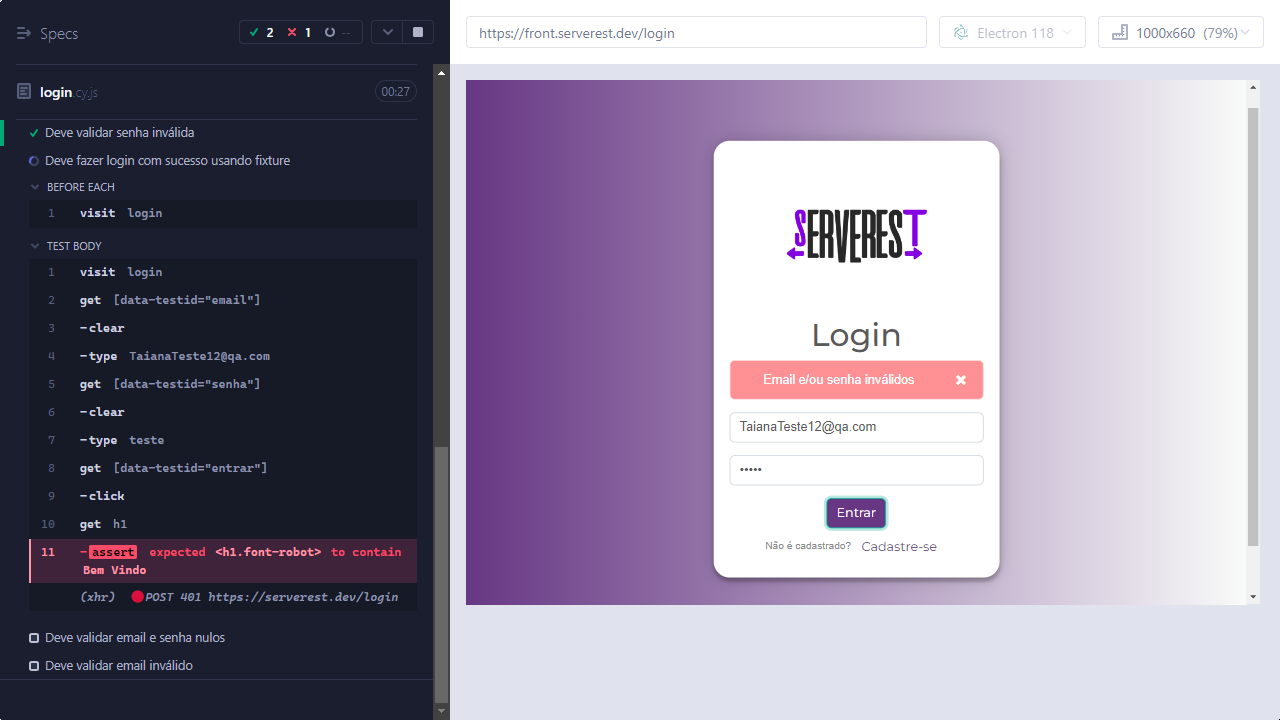 Specs
2
1
--
login.cy.js
00:27
Deve validar senha inválida
Deve fazer login com sucesso usando fixture
BEFORE EACH
1 visit login
TEST BODY
1 visit login
2 get [data-testid="email"]
3 -clear
4 -type TaianaTeste12@qa.com
5 get [data-testid="senha"]
6 -clear
7 -type teste
8 get [data-testid="entrar"]
9 -click
10 get h1
11 -assert expected <h1.font-robot> to contain
Bem Vindo
(xhr) POST 401 https://serverest.dev/login
Deve validar email e senha nulos
Deve validar email inválido
https://front.serverest.dev/login
Electron 118
1000x660 (79%)
SERVEREST
Login
Email e/ou senha inválidos
TaianaTeste12@qa.com
•••••
Entrar
Não é cadastrado? Cadastre-se